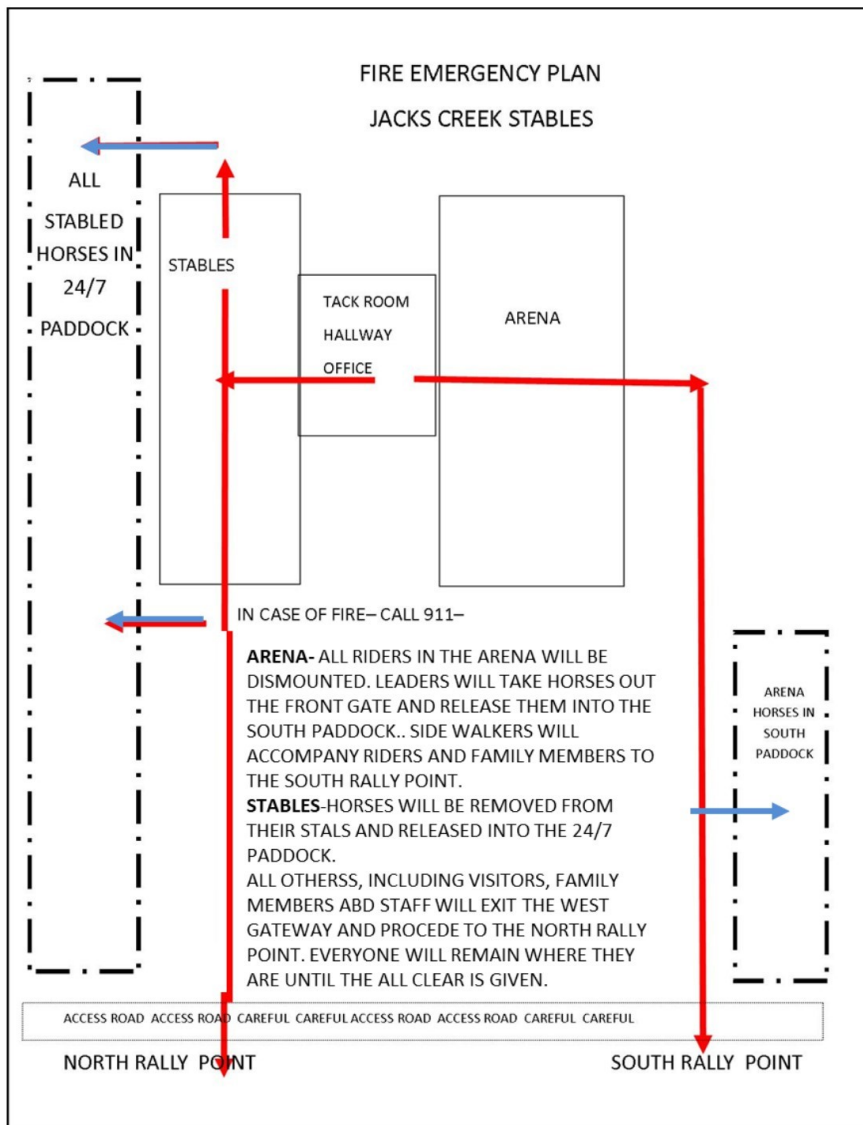 FIRE EMERGENCY PLAN
JACKS CREEK STABLES
ALL
STABLED
HORSES IN
24/7
PADDOCK
STABLES
TACK ROOM
HALLWAY
OFFICE
ARENA
IN CASE OF FIRE– CALL 911–
ARENA- ALL RIDERS IN THE ARENA WILL BE
DISMOUNTED. LEADERS WILL TAKE HORSES OUT
THE FRONT GATE AND RELEASE THEM INTO THE
SOUTH PADDOCK.. SIDE WALKERS WILL
ACCOMPANY RIDERS AND FAMILY MEMBERS TO
THE SOUTH RALLY POINT.
STABLES-HORSES WILL BE REMOVED FROM
THEIR STALS AND RELEASED INTO THE 24/7
PADDOCK.
ALL OTHERSS, INCLUDING VISITORS, FAMILY
MEMBERS ABD STAFF WILL EXIT THE WEST
GATEWAY AND PROCEDE TO THE NORTH RALLY
POINT. EVERYONE WILL REMAIN WHERE THEY
ARE UNTIL THE ALL CLEAR IS GIVEN.
ARENA
HORSES IN
SOUTH
PADDOCK
ACCESS ROAD ACCESS ROAD CAREFUL CAREFUL ACCESS ROAD ACCESS ROAD CAREFUL CAREFUL
NORTH RALLY POINT
SOUTH RALLY POINT